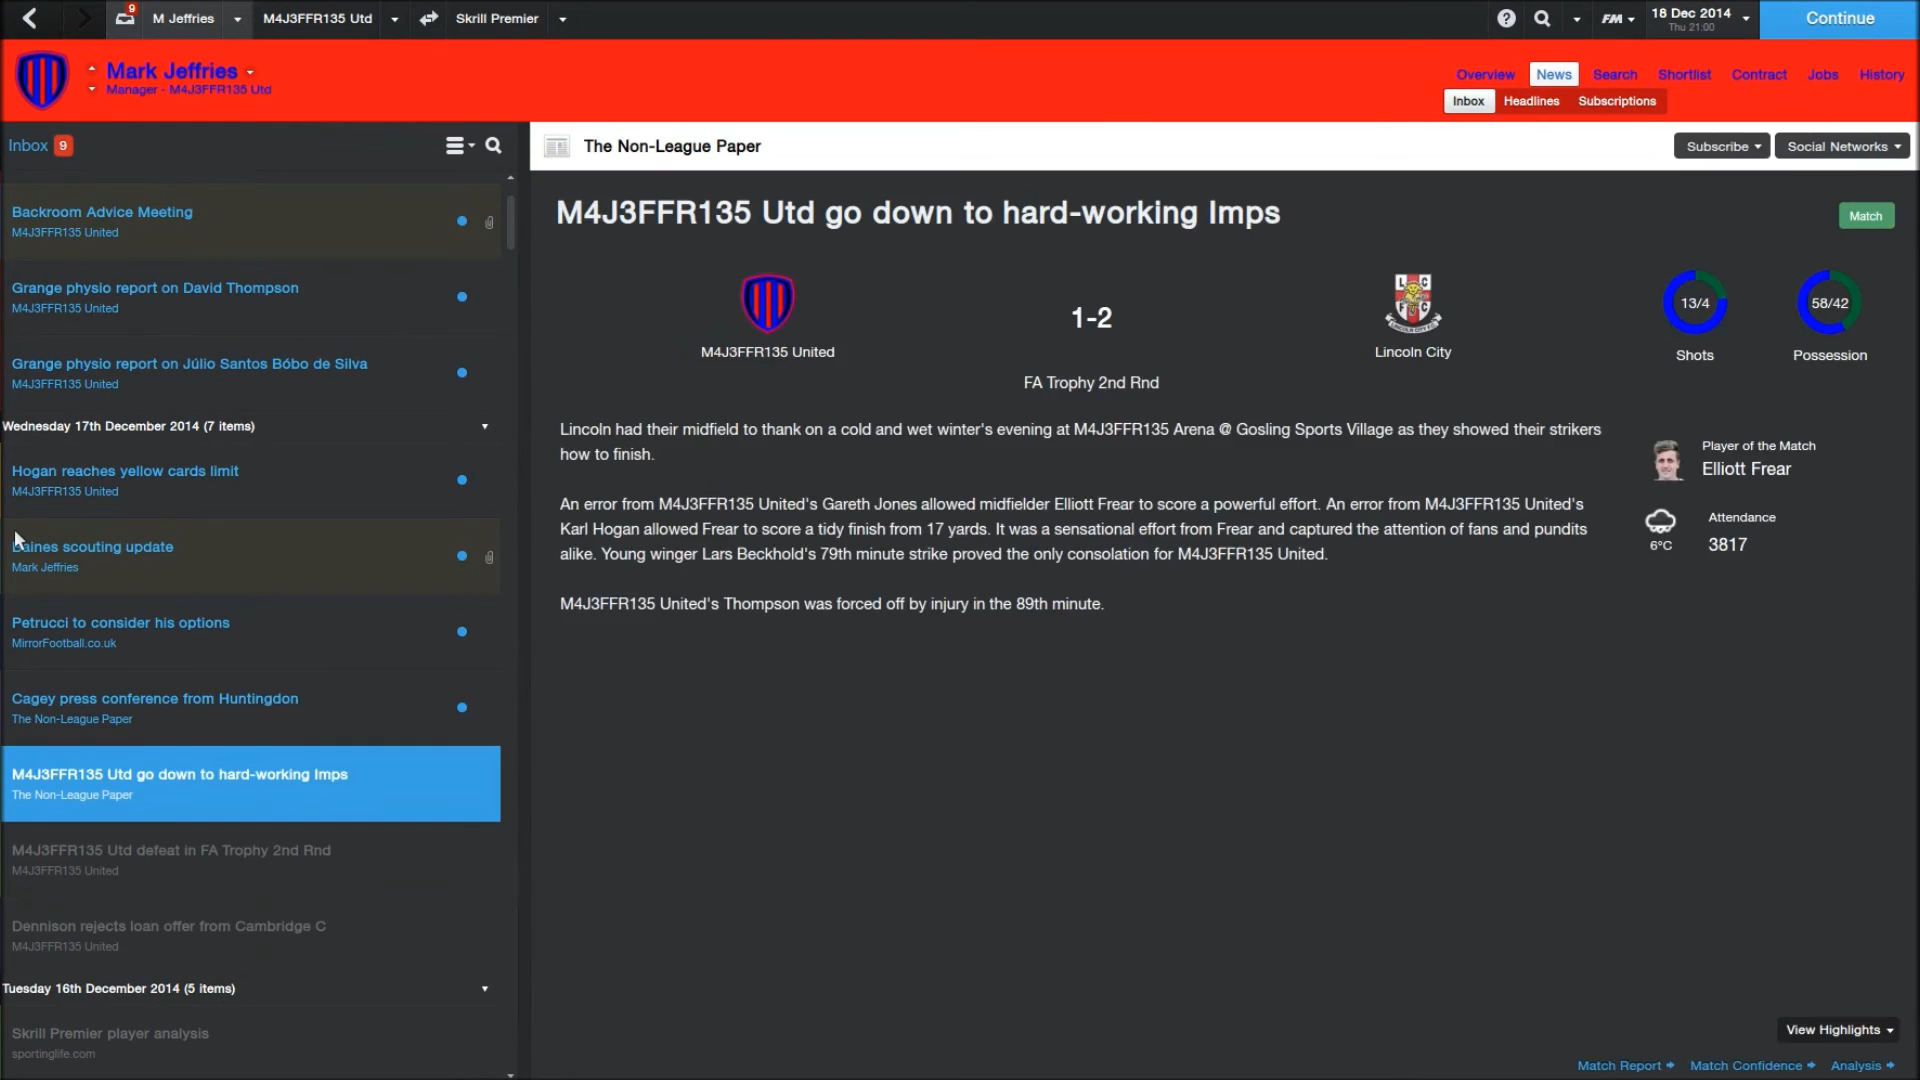 9
M Jeffries
M4J3FFR135 Utd
Skrill Premier
FM
18 Dec 2014
Thu 21:00
Continue
Mark Jeffries
Manager - M4J3FFR135 Utd
Overview
News
Search
Shortlist
Contract
Jobs
History
Inbox
Headlines
Subscriptions
Inbox 9
The Non-League Paper
Subscribe
Social Networks
Backroom Advice Meeting
M4J3FFR135 United
Grange physio report on David Thompson
M4J3FFR135 United
Grange physio report on Júlio Santos Bóbo de Silva
M4J3FFR135 United
Wednesday 17th December 2014 (7 items)
Hogan reaches yellow cards limit
M4J3FFR135 United
scouting update
Mark Jeffries
Petrucci to consider his options
MirrorFootball.co.uk
Cagey press conference from Huntingdon
The Non-League Paper
M4J3FFR135 Utd go down to hard-working Imps
The Non-League Paper
M4J3FFR135 Utd defeat in FA Trophy 2nd Rnd
M4J3FFR135 United
Dennison rejects loan offer from Cambridge C
M4J3FFR135 United
Tuesday 16th December 2014 (5 items)
Skrill Premier player analysis
sportinglife.com
M4J3FFR135 Utd go down to hard-working Imps
Match
1-2
M4J3FFR135 United
Lincoln City
FA Trophy 2nd Rnd
13/4
Shots
58/42
Possession
Lincoln had their midfield to thank on a cold and wet winter's evening at M4J3FFR135 Arena @ Gosling Sports Village as they showed their strikers
how to finish.
An error from M4J3FFR135 United's Gareth Jones allowed midfielder Elliott Frear to score a powerful effort. An error from M4J3FFR135 United's
Karl Hogan allowed Frear to score a tidy finish from 17 yards. It was a sensational effort from Frear and captured the attention of fans and pundits
alike. Young winger Lars Beckhold's 79th minute strike proved the only consolation for M4J3FFR135 United.
M4J3FFR135 United's Thompson was forced off by injury in the 89th minute.
Player of the Match
Elliott Frear
6°C
Attendance
3817
View Highlights
Match Report
Match Confidence
Analysis